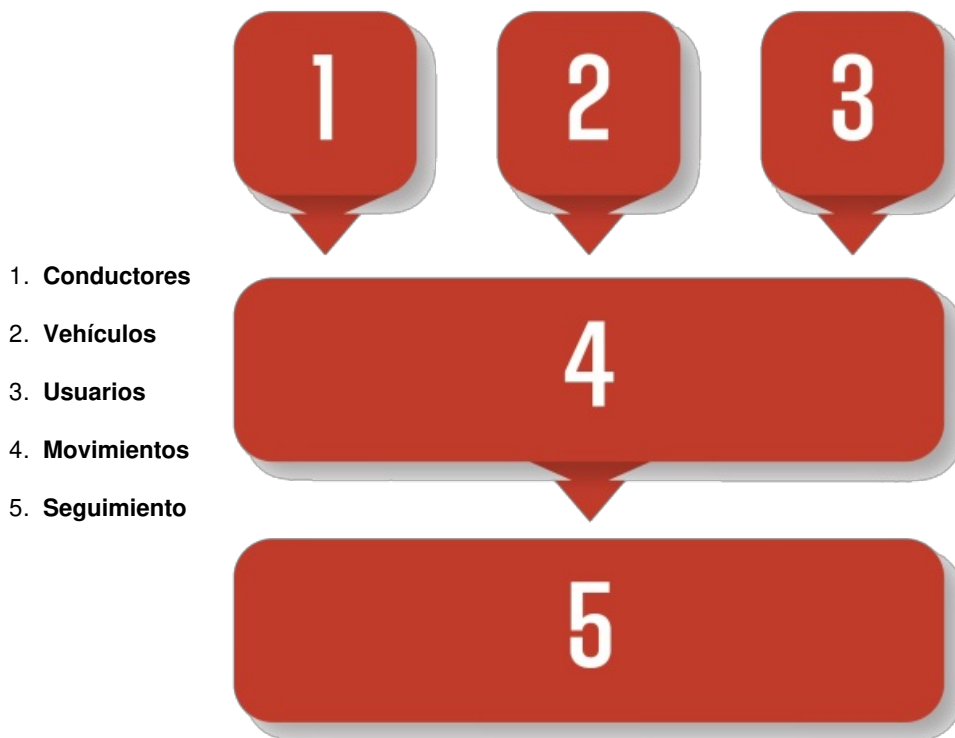 1 2 3
1. Conductores
4
2. Vehículos
3. Usuarios
4. Movimientos
5. Seguimiento
5